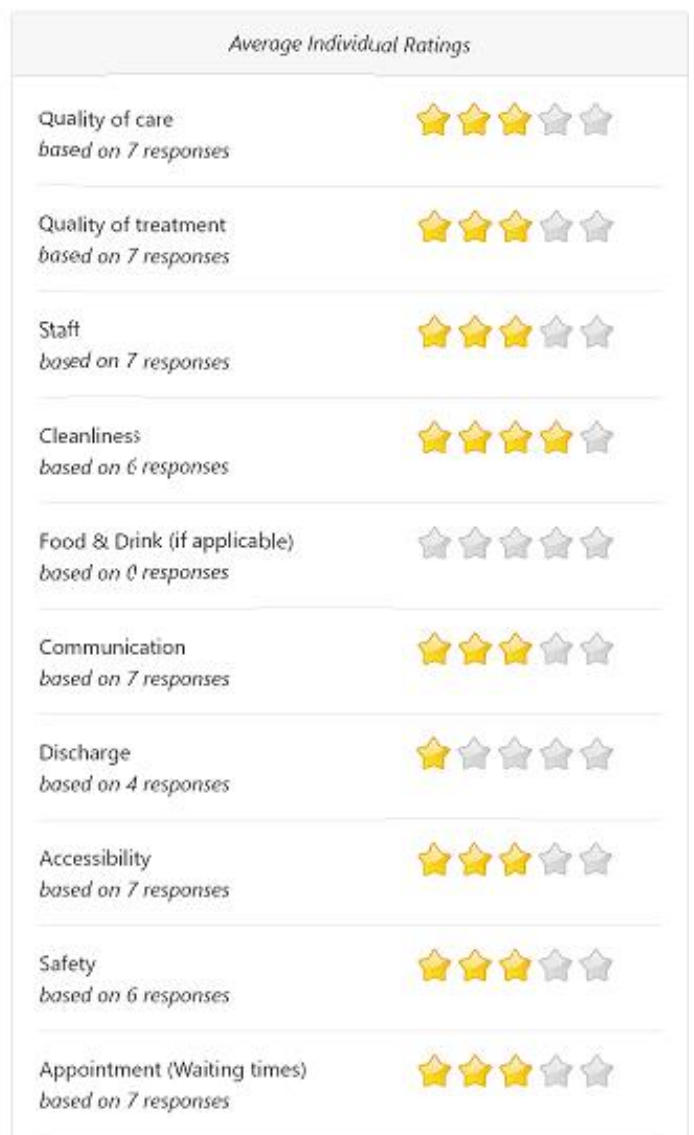 Average Individual Ratings
Quality of care
based on 7 responses
Quality of treatment
based on 7 responses
Staff
based on 7 responses
Cleanliness
based on 6 responses
Food & Drink (if applicable)
based on 0 responses
Communication
based on 7 responses
Discharge
based on 4 responses
Accessibility
based on 7 responses
Safety
based on 6 responses
Appointment (Waiting times)
based on 7 responses